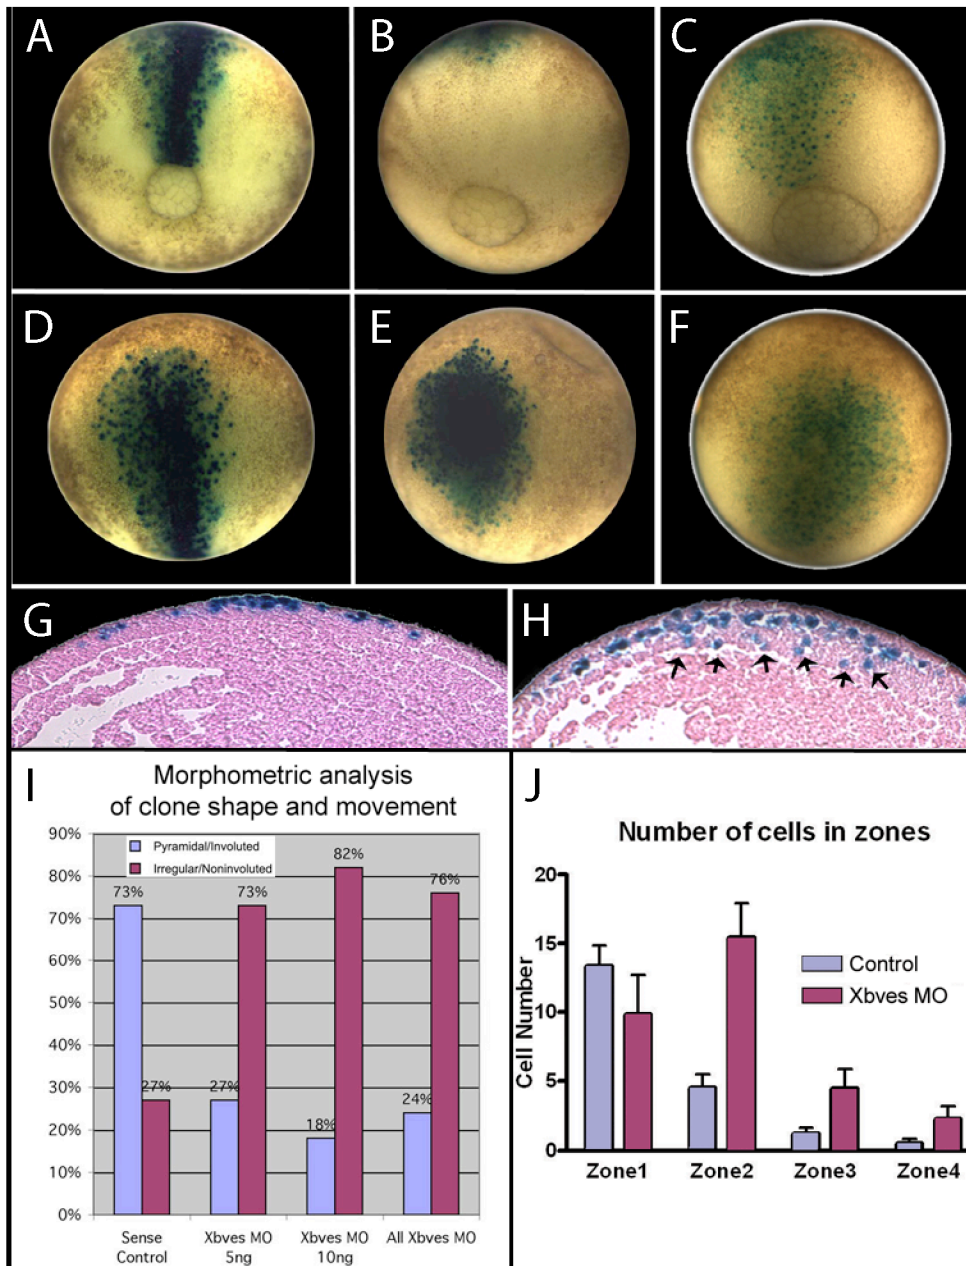 A
B
C
D
E
F
G
H
I
Morphometric analysis
of clone shape and movement
90%
80%
70%
60%
50%
40%
30%
20%
10%
0%
Pyramidal/Involuted
Irregular/Noninvoluted
73%
27%
27%
73%
18%
82%
24%
76%
Sense
Control
Xbves MO
5ng
Xbves MO
10ng
All Xbves MO
J
Number of cells in zones
Cell Number
20
15
10
5
0
Control
Xbves MO
Zone1
Zone2
Zone3
Zone4